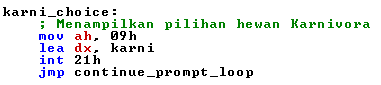 karni_choice:
; Menampilkan pilihan hewan Karnivora
mov ah, 09h
lea dx, karni
int 21h
jmp continue_prompt_loop